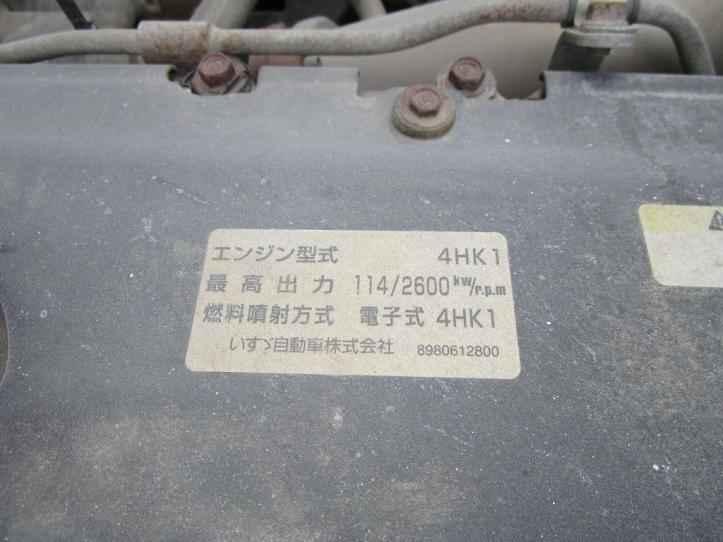 エンジン型式 4HK1
最高出力 114/2600 kW/r.p.m
燃料噴射方式 電子式 4HK1
いすゞ自動車株式会社 8980612800